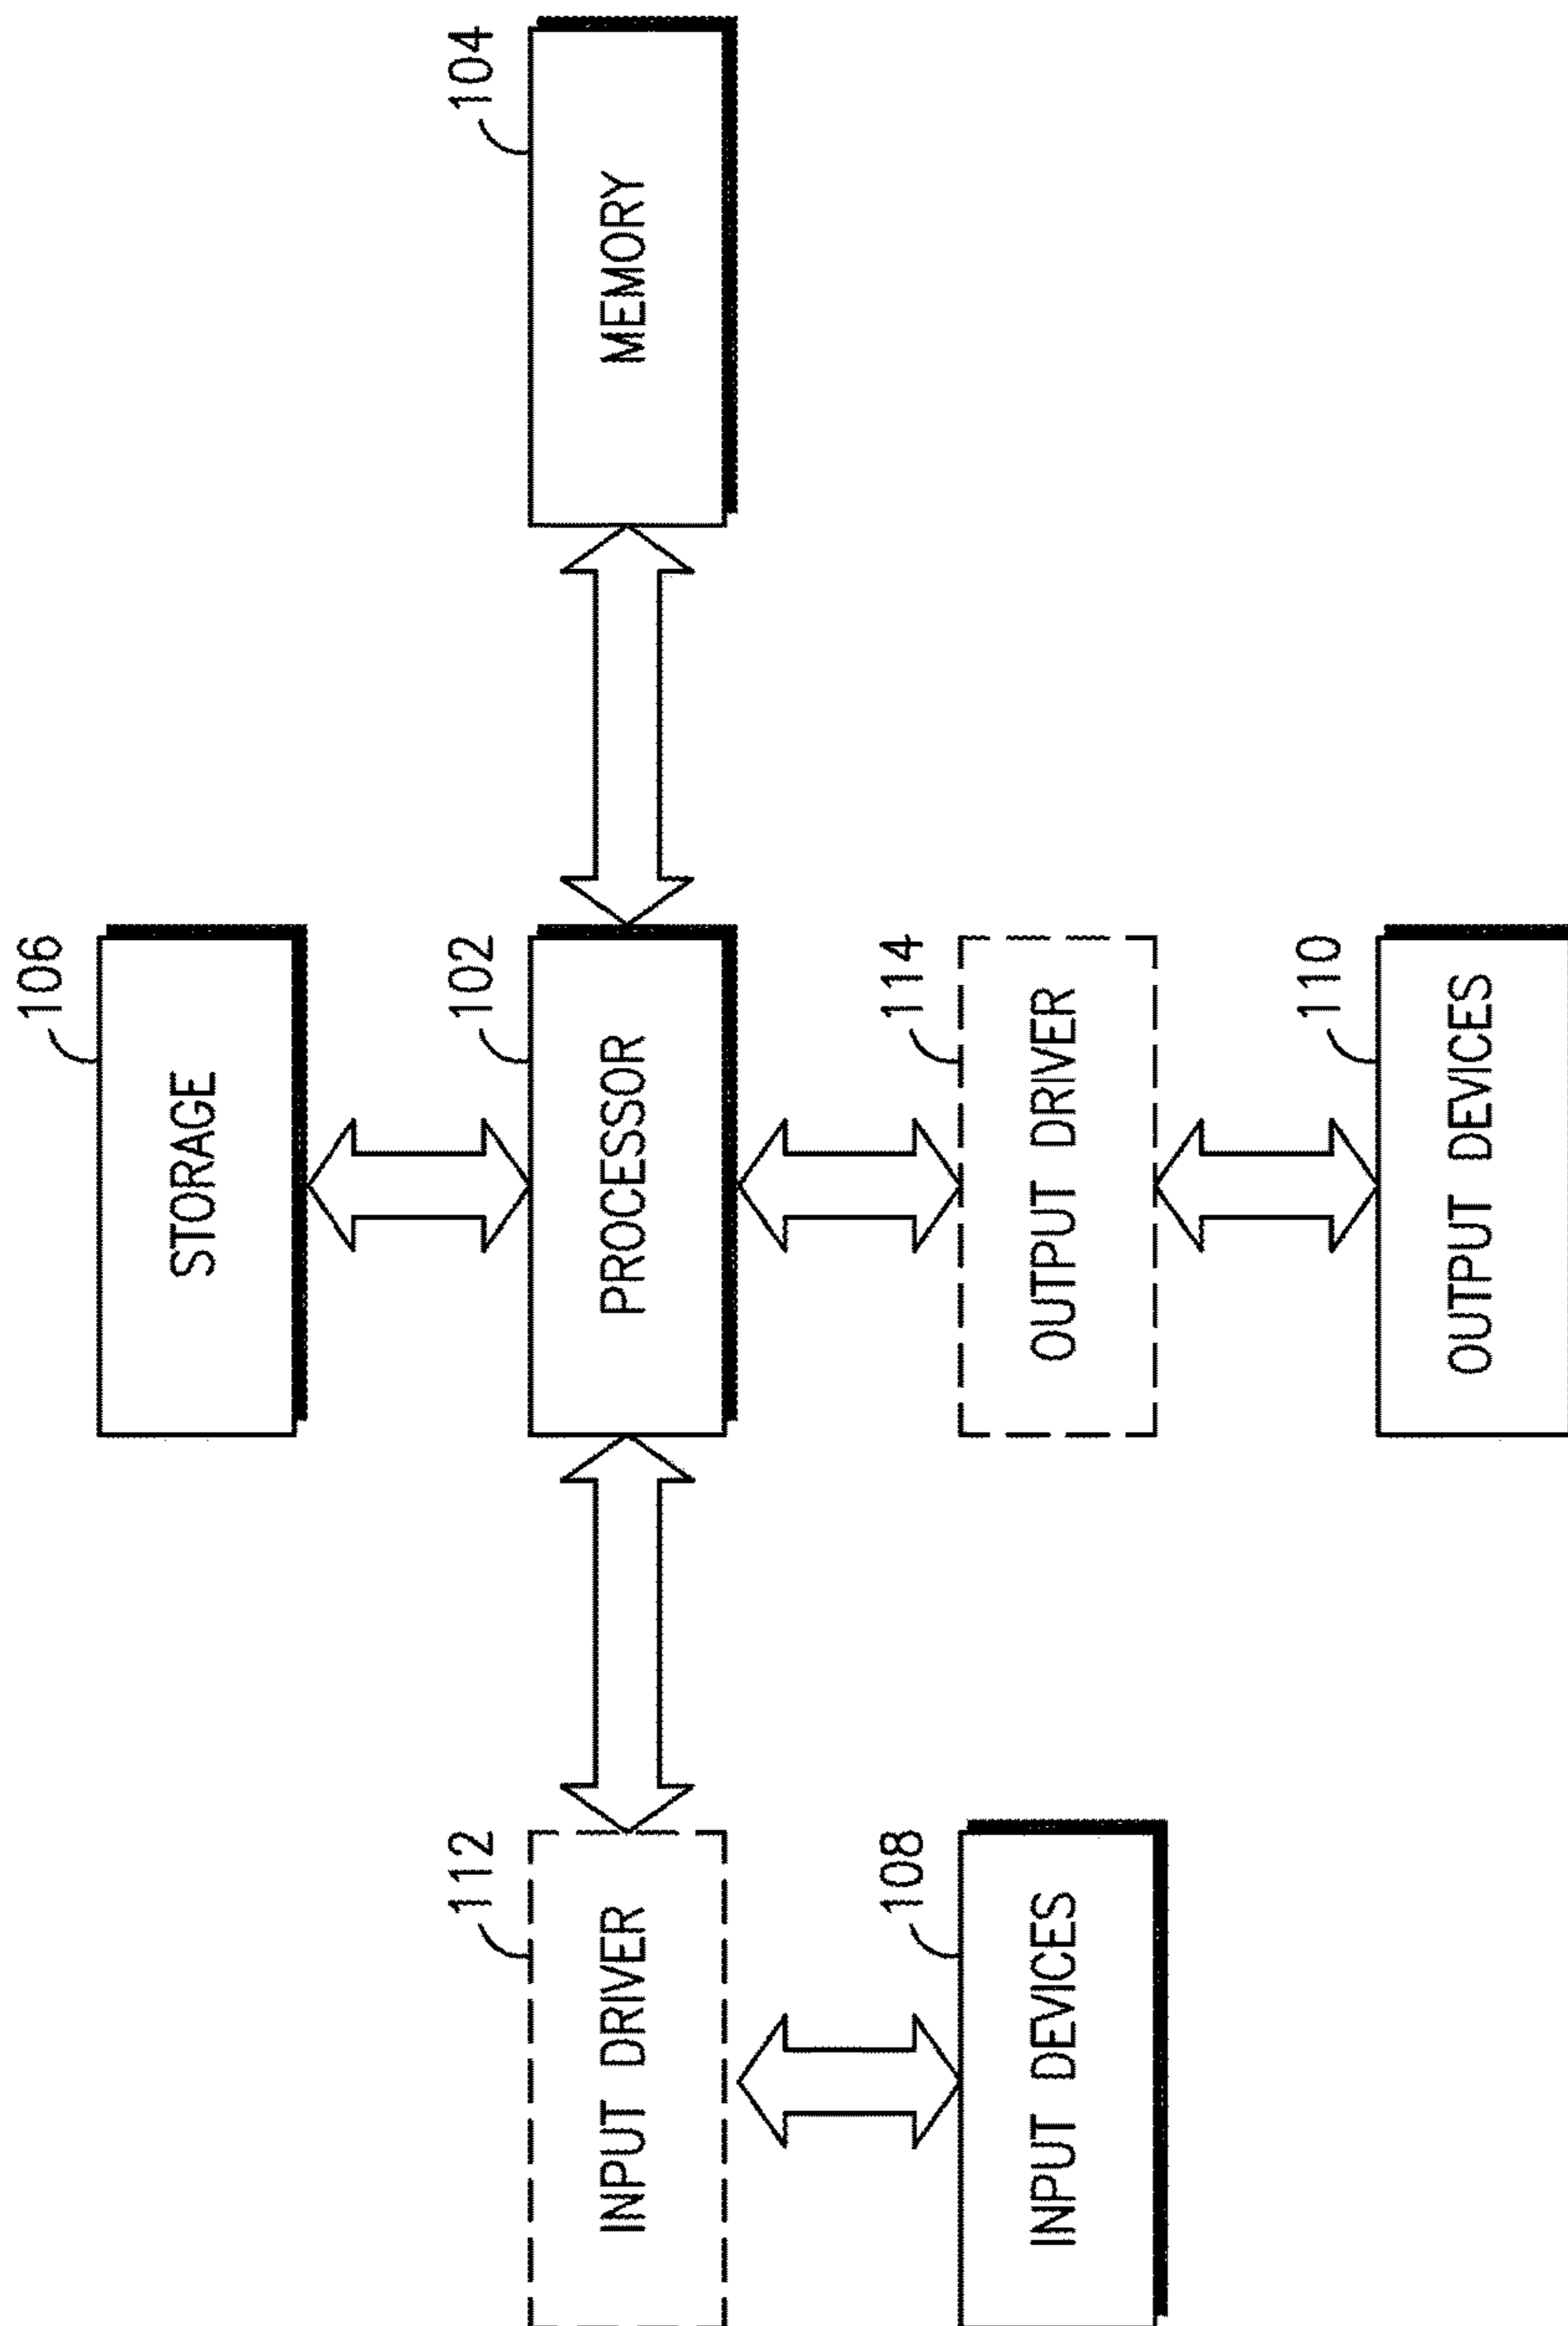 106
STORAGE
112
INPUT DRIVER
102
PROCESSOR
104
MEMORY
108
INPUT DEVICES
114
OUTPUT DRIVER
110
OUTPUT DEVICES